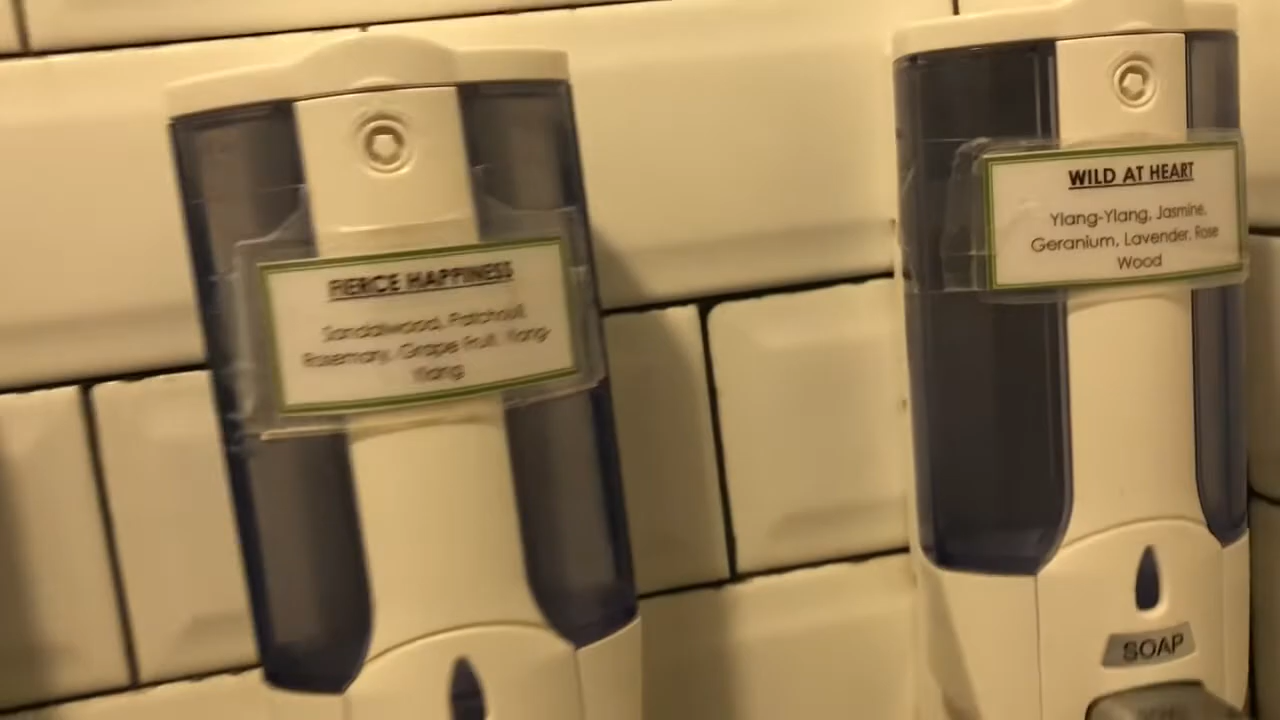 FIERCE HAPPINESS
Sandalwood, Patchouli,
Rosemary, Grape Fruit, Ylang-
Ylang
WILD AT HEART
Ylang-Ylang, Jasmine,
Geranium, Lavender, Rose
Wood
SOAP